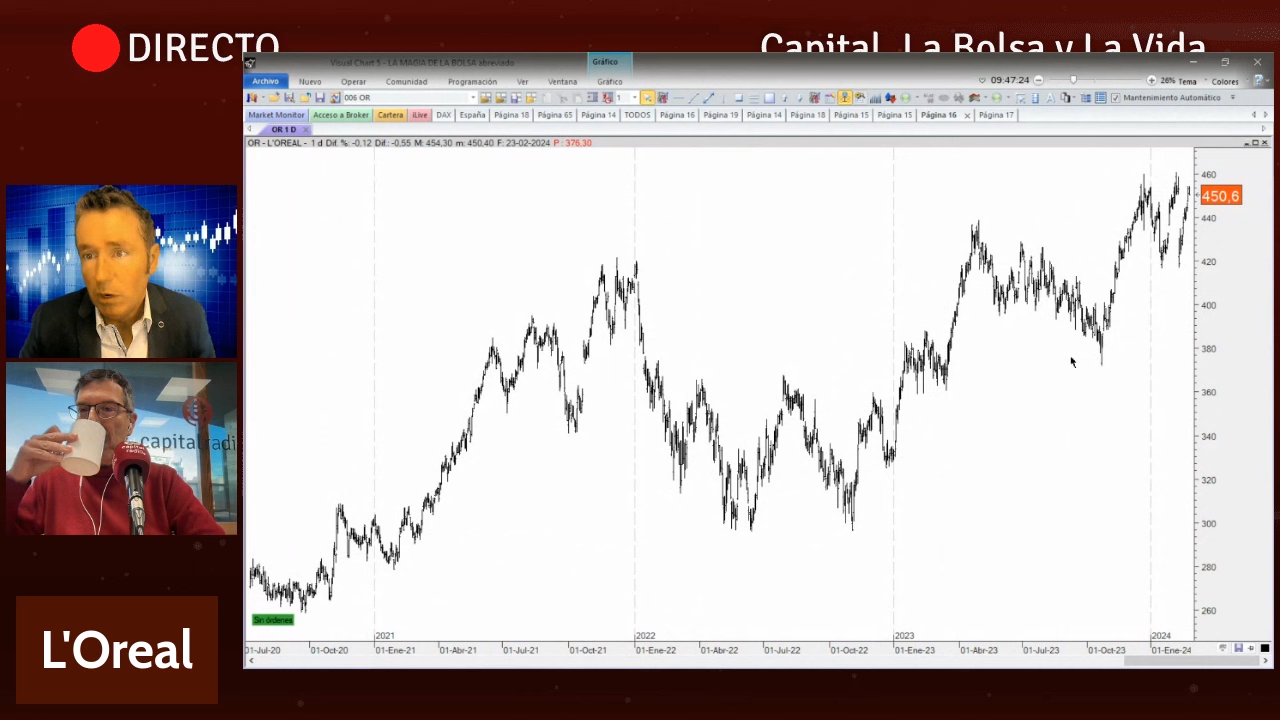 DIRECTO
Capital, La Bolsa y La Vida
Visual Chart 5 - LA MAGIA DE LA BOLSA abreviado
Gráfico
Archivo Nuevo Operar Comunidad Programación Ver Ventana Gráfico
09:47:24 26% Tema Colores
006 OR
1
Mantenimiento Automático
Market Monitor Acceso a Broker Cartera iLive DAX España Página 18 Página 65 Página 14 TODOS Página 16 Página 19 Página 14 Página 18 Página 15 Página 15 Página 16 Página 17
OR 1 D
OR - L'OREAL - 1 d Dif. %: -0,12 Dif.: -0,55 M: 454,30 m: 450,40 F: 23-02-2024 P : 376,30
460
450,6
440
420
400
380
360
340
320
300
280
260
capital radio
capitalradi
Sin órdenes
2021 2022 2023 2024
01-Jul-20 01-Oct-20 01-Ene-21 01-Abr-21 01-Jul-21 01-Oct-21 01-Ene-22 01-Abr-22 01-Jul-22 01-Oct-22 01-Ene-23 01-Abr-23 01-Jul-23 01-Oct-23 01-Ene-24
L'Oreal